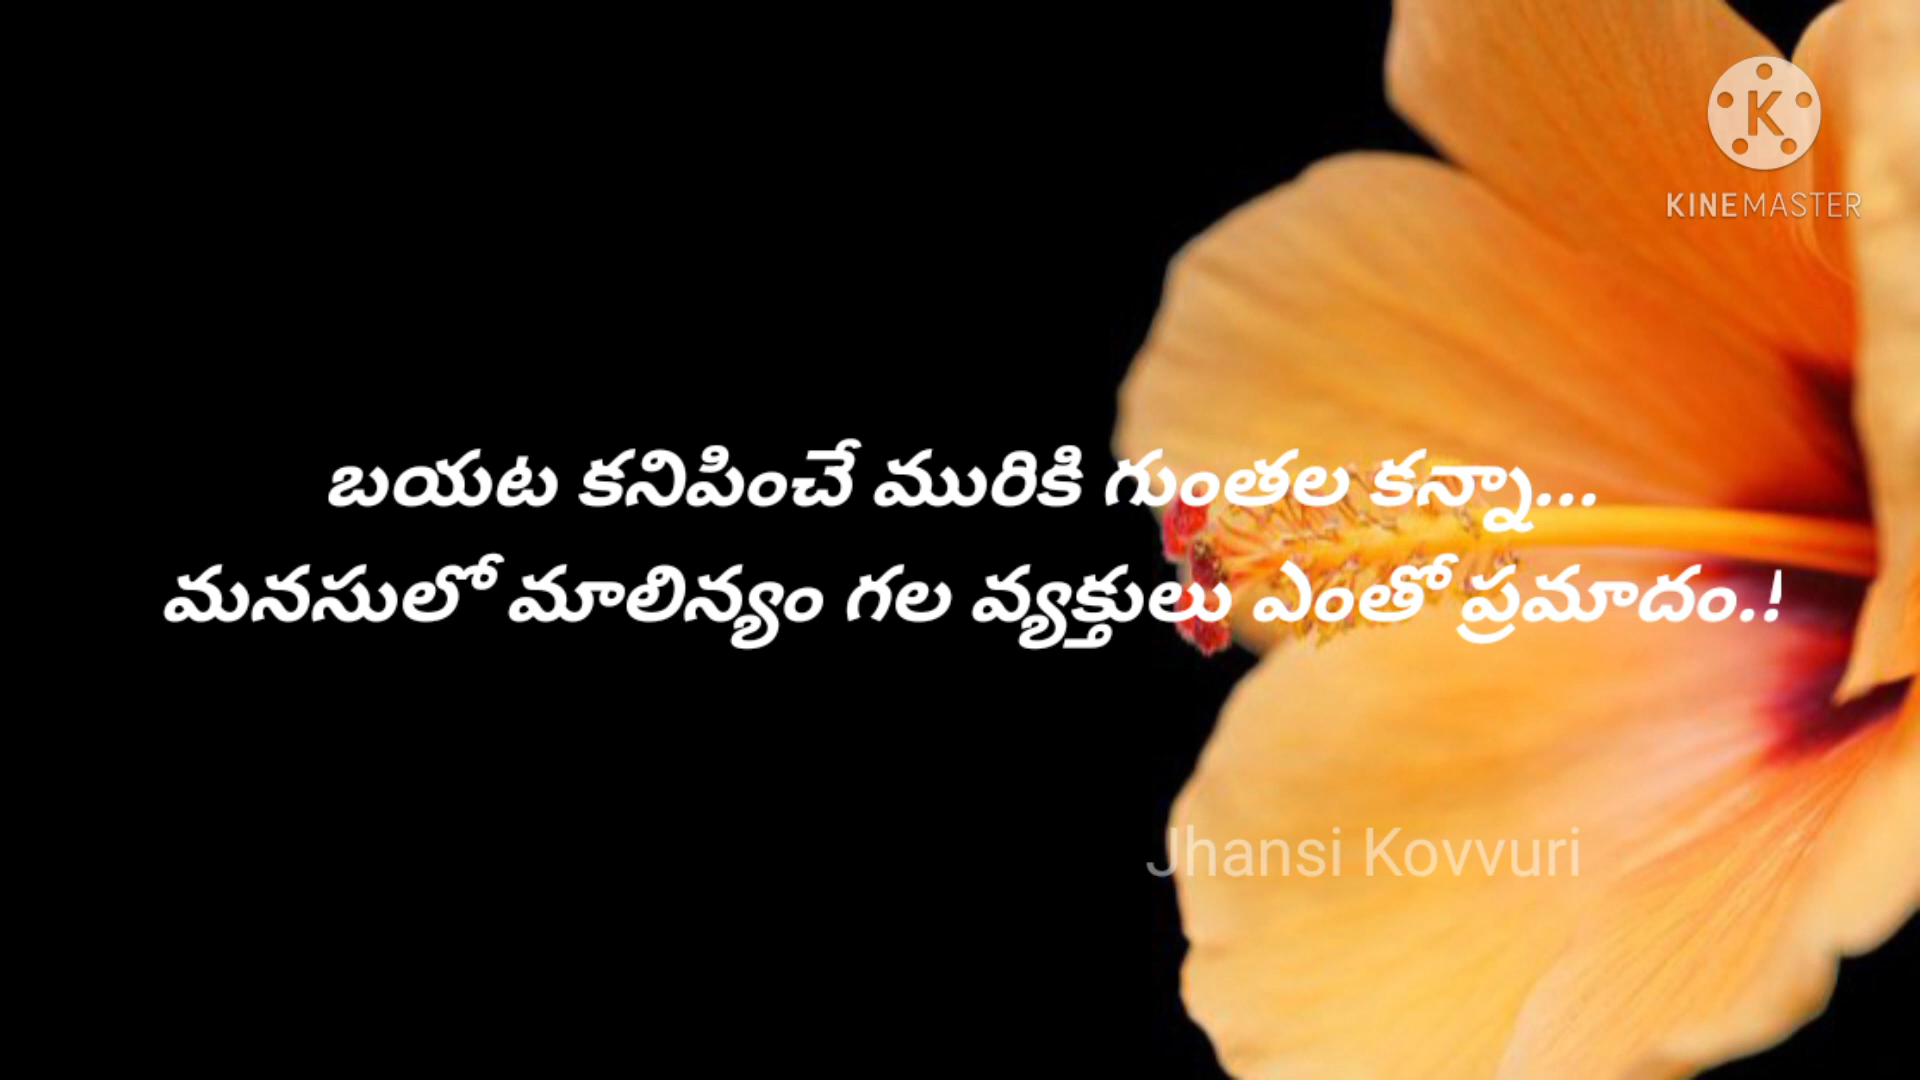 KINEMASTER
బయట కనిపించే మురికి గుంతల కన్నా...
మనసులో మాలిన్యం గల వ్యక్తులు ఎంతో ప్రమాదం.!
Jhansi Kovvuri